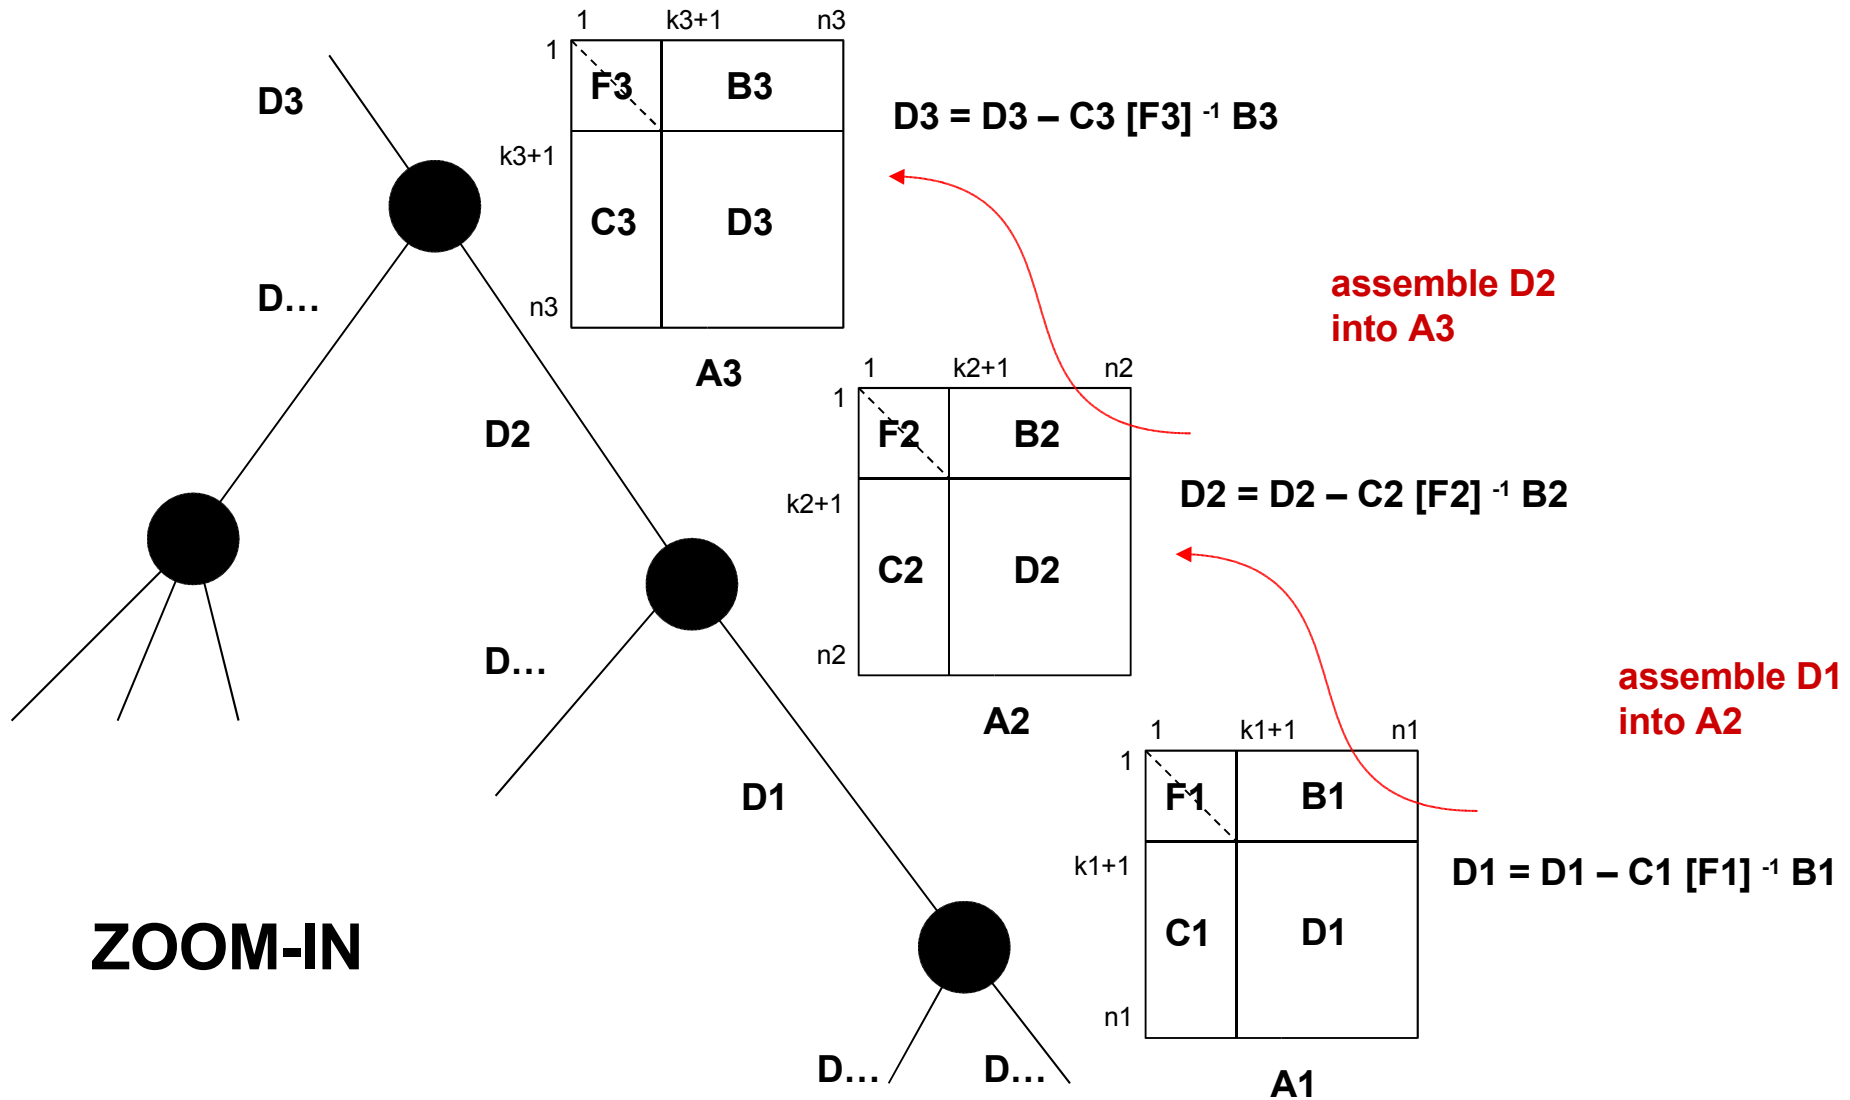 1 k3+1 n3
1
F3 B3
D3
D3 = D3 – C3 [F3] -1 B3
k3+1
C3 D3
D...
n3
assemble D2
into A3
A3
1 k2+1 n2
1
D2
F2 B2
D2 = D2 – C2 [F2] -1 B2
k2+1
C2 D2
D...
n2
assemble D1
into A2
A2
1 k1+1 n1
1
D1
F1 B1
k1+1
D1 = D1 – C1 [F1] -1 B1
C1 D1
ZOOM-IN
n1
D... D...
A1